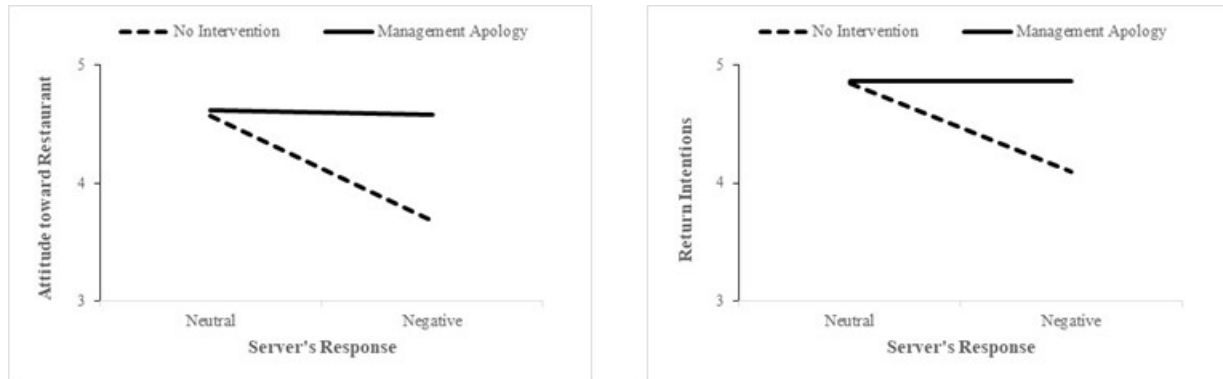 No Intervention Management Apology
5
4
3
Attitude toward Restaurant
Neutral Negative
Server's Response
No Intervention Management Apology
5
4
3
Return Intentions
Neutral Negative
Server's Response